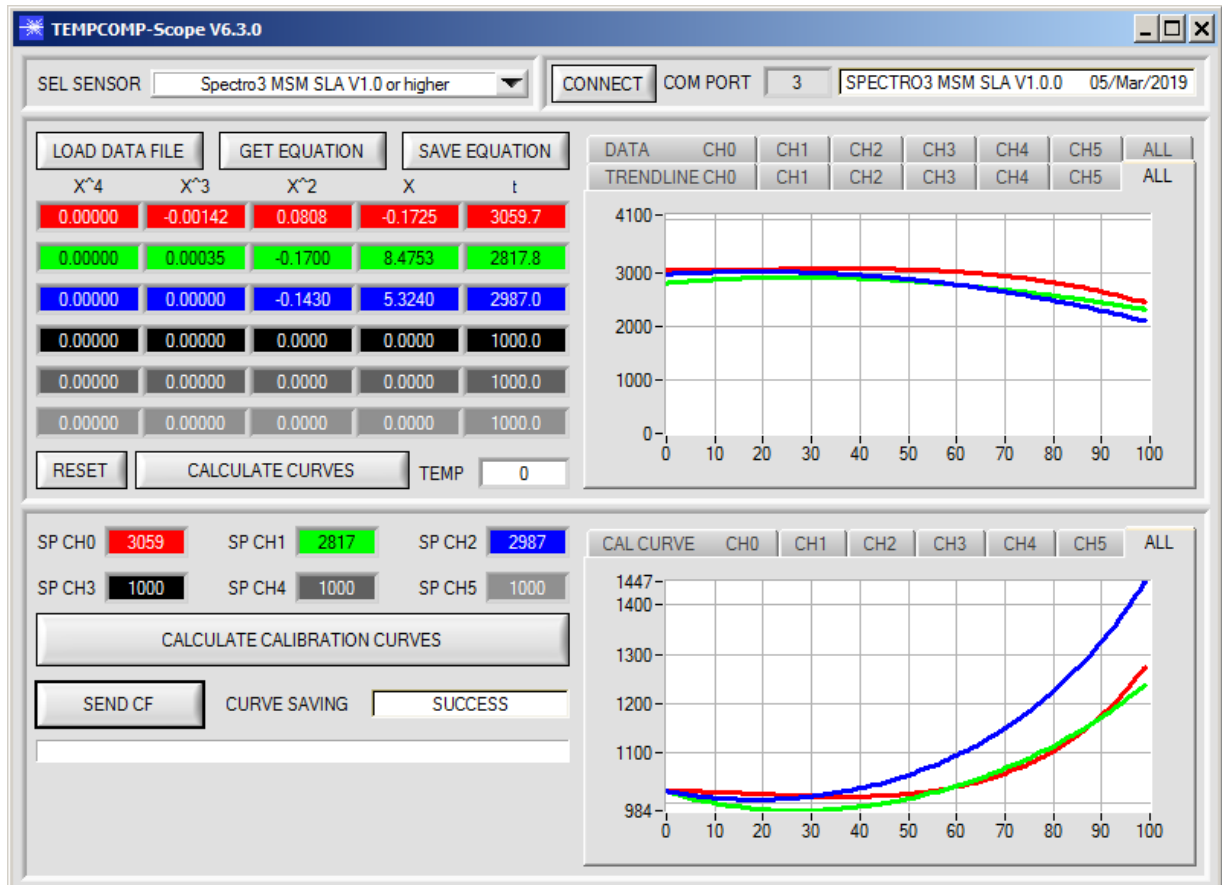 TEMPCOMP-Scope V6.3.0
SEL SENSOR Spectro3 MSM SLA V1.0 or higher
CONNECT COM PORT 3 SPECTRO3 MSM SLA V1.0.0 05/Mar/2019
LOAD DATA FILE GET EQUATION SAVE EQUATION
X^4 X^3 X^2 X t
0.00000 -0.00142 0.0808 -0.1725 3059.7
0.00000 0.00035 -0.1700 8.4753 2817.8
0.00000 0.00000 -0.1430 5.3240 2987.0
0.00000 0.00000 0.0000 0.0000 1000.0
0.00000 0.00000 0.0000 0.0000 1000.0
0.00000 0.00000 0.0000 0.0000 1000.0
RESET CALCULATE CURVES TEMP 0
DATA CH0 CH1 CH2 CH3 CH4 CH5 ALL
TRENDLINE CH0 CH1 CH2 CH3 CH4 CH5 ALL
4100
3000
2000
1000
0
0 10 20 30 40 50 60 70 80 90 100
SP CH0 3059 SP CH1 2817 SP CH2 2987
SP CH3 1000 SP CH4 1000 SP CH5 1000
CALCULATE CALIBRATION CURVES
SEND CF CURVE SAVING SUCCESS
CAL CURVE CH0 CH1 CH2 CH3 CH4 CH5 ALL
1447
1400
1300
1200
1100
984
0 10 20 30 40 50 60 70 80 90 100